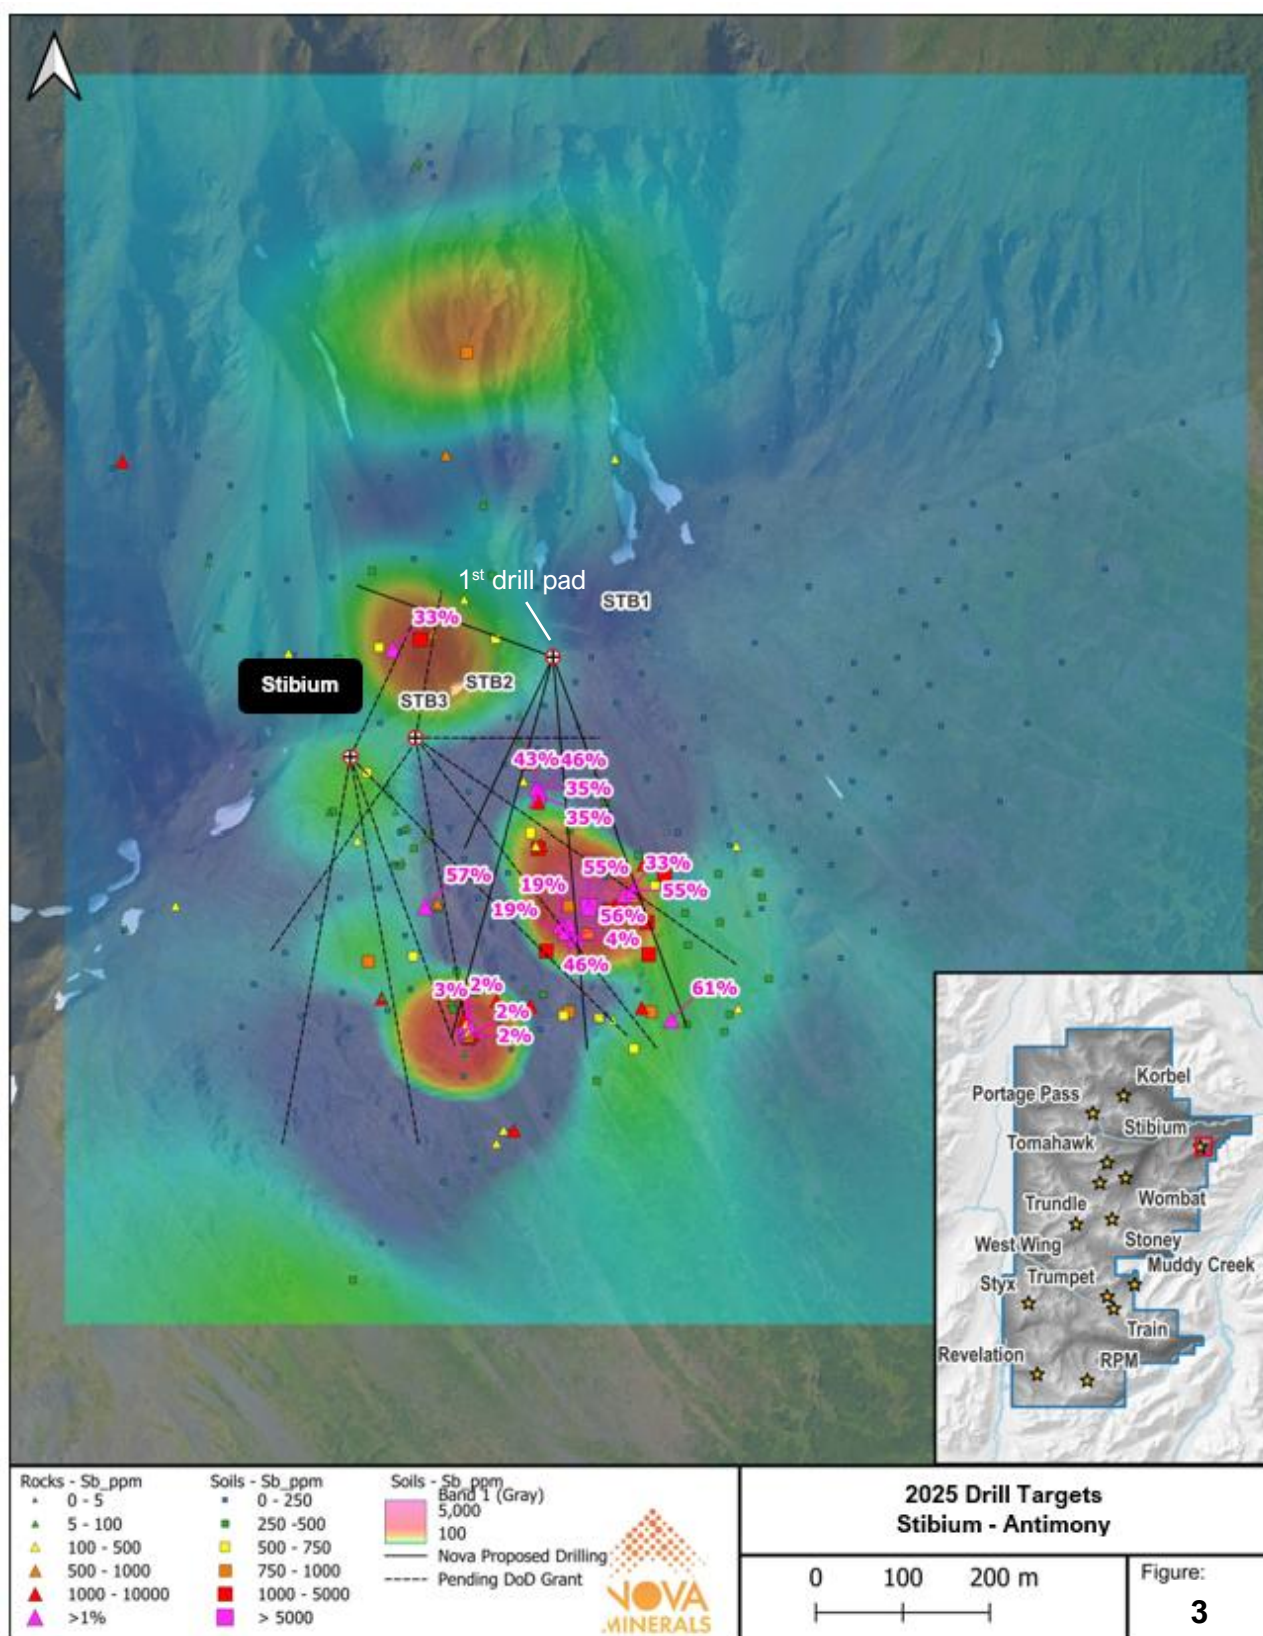 1st drill pad
STB1
33%
Stibium
STB2
STB3
43%
46%
35%
35%
57%
55%
33%
19%
55%
19%
56%
4%
46%
3%
2%
61%
2%
2%
Korbel
Portage Pass
Stibium
Tomahawk
Wombat
Trundle
Stoney
West Wing
Muddy Creek
Styx
Trumpet
Train
Revelation
RPM
Rocks - Sb_ppm
0 - 5
5 - 100
100 - 500
500 - 1000
1000 - 10000
>1%
Soils - Sb_ppm
0 - 250
250 -500
500 - 750
750 - 1000
1000 - 5000
> 5000
Soils - Sb_ppm
Band 1 (Gray)
5,000
100
Nova Proposed Drilling
Pending DoD Grant
NOVA
MINERALS
2025 Drill Targets
Stibium - Antimony
0 100 200 m
Figure:
3